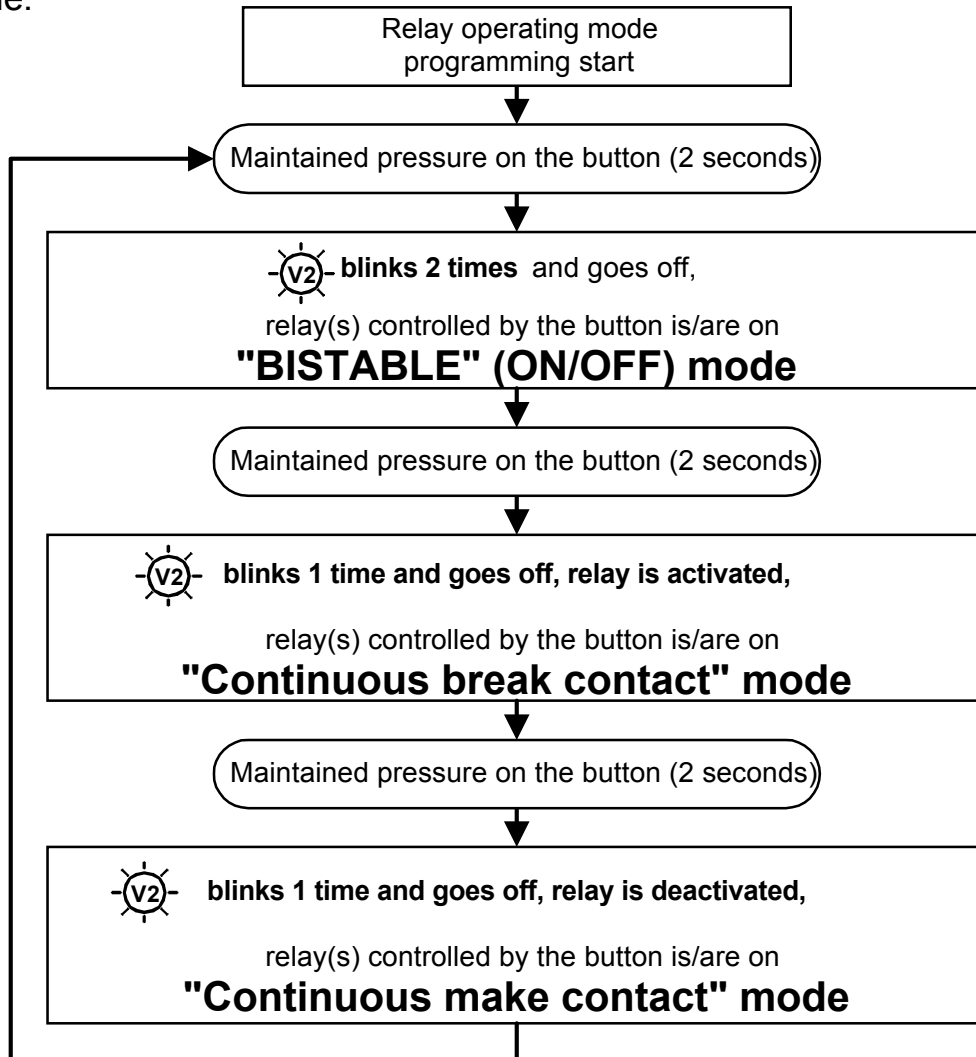 Relay operating mode
programming start
Maintained pressure on the button (2 seconds)
V2 blinks 2 times and goes off,
relay(s) controlled by the button is/are on
"BISTABLE" (ON/OFF) mode
Maintained pressure on the button (2 seconds)
V2 blinks 1 time and goes off, relay is activated,
relay(s) controlled by the button is/are on
"Continuous break contact" mode
Maintained pressure on the button (2 seconds)
V2 blinks 1 time and goes off, relay is deactivated,
relay(s) controlled by the button is/are on
"Continuous make contact" mode